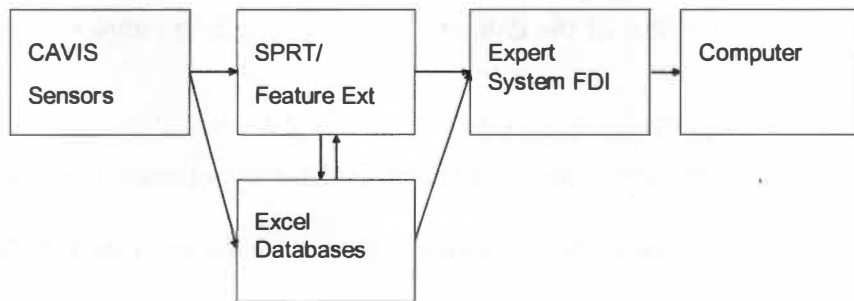 CAVIS
Sensors
SPRT/
Feature Ext
Expert
System FDI
Computer
Excel
Databases